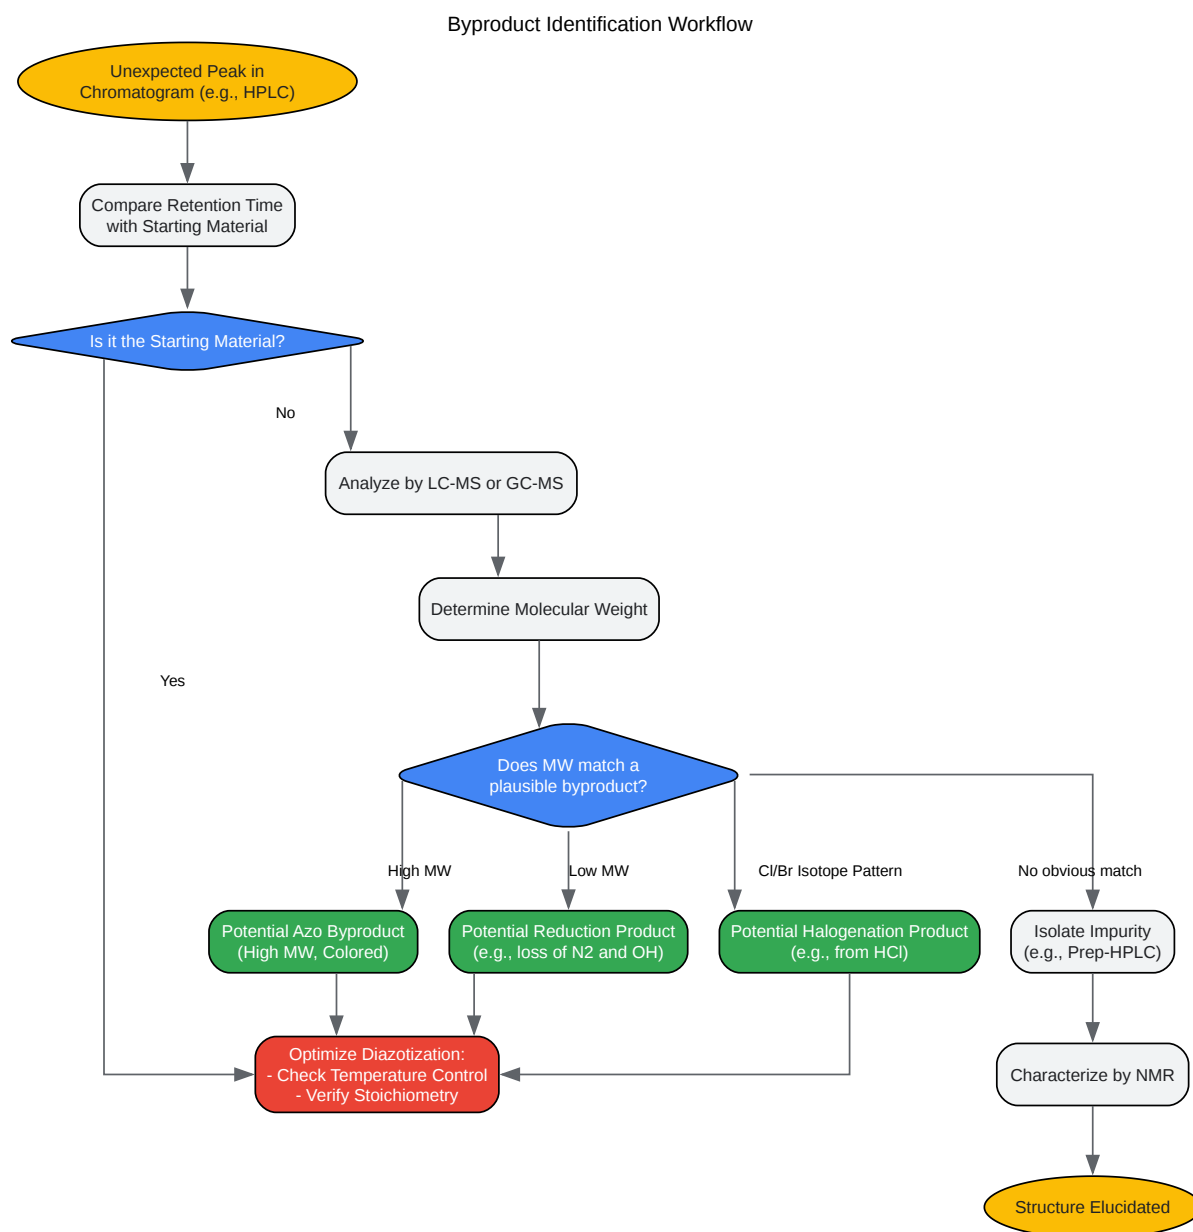 Byproduct Identification Workflow
Unexpected Peak in
Chromatogram (e.g., HPLC)
Compare Retention Time
with Starting Material
Is it the Starting Material?
No
Analyze by LC-MS or GC-MS
Determine Molecular Weight
Yes
Does MW match a
plausible byproduct?
High MW
Low MW
Cl/Br Isotope Pattern
No obvious match
Potential Azo Byproduct
(High MW, Colored)
Potential Reduction Product
(e.g., loss of N2 and OH)
Potential Halogenation Product
(e.g., from HCl)
Isolate Impurity
(e.g., Prep-HPLC)
Optimize Diazotization:
- Check Temperature Control
- Verify Stoichiometry
Characterize by NMR
Structure Elucidated